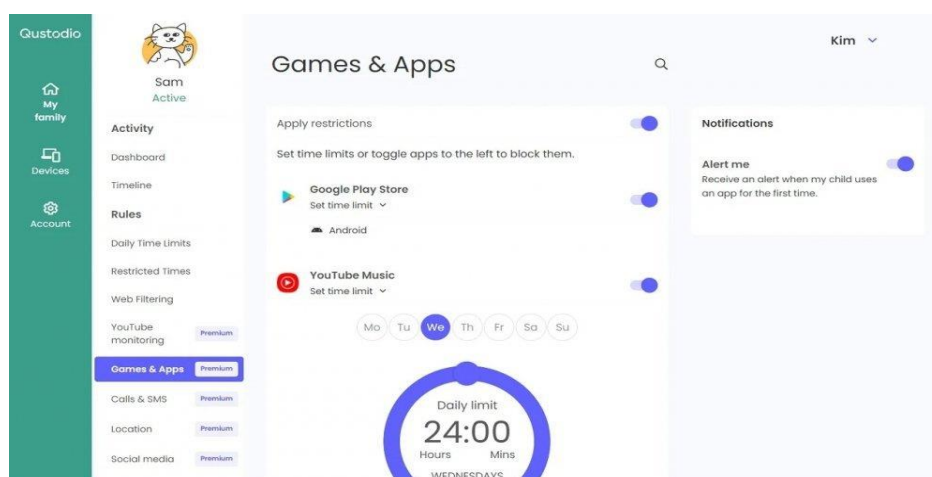 Qustodio
My
family
Devices
Account
Sam
Active
Activity
Dashboard
Timeline
Rules
Daily Time Limits
Restricted Times
Web Filtering
YouTube
monitoring
Premium
Games & Apps Premium
Calls & SMS Premium
Location Premium
Social media Premium
Kim
Games & Apps
Apply restrictions
Set time limits or toggle apps to the left to block them.
Google Play Store
Set time limit
Android
YouTube Music
Set time limit
Mo Tu We Th Fr Sa Su
Daily limit
24:00
Hours Mins
WEDNESDAYS
Notifications
Alert me
Receive an alert when my child uses
an app for the first time.